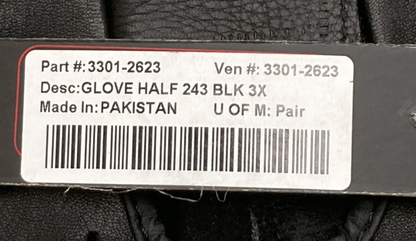 Part #:3301-2623 Ven #: 3301-2623
Desc:GLOVE HALF 243 BLK 3X
Made In:PAKISTAN U OF M: Pair